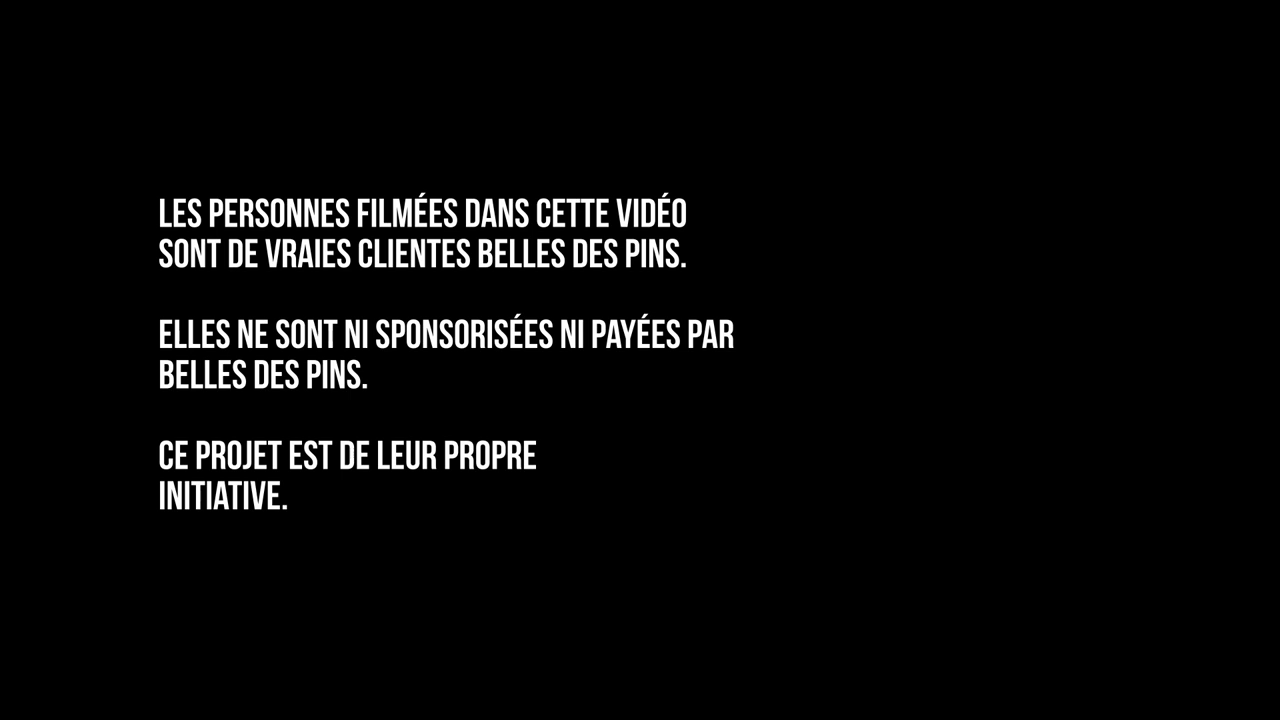 LES PERSONNES FILMÉES DANS CETTE VIDÉO
SONT DE VRAIES CLIENTES BELLES DES PINS.
ELLES NE SONT NI SPONSORISÉES NI PAYÉES PAR
BELLES DES PINS.
CE PROJET EST DE LEUR PROPRE
INITIATIVE.